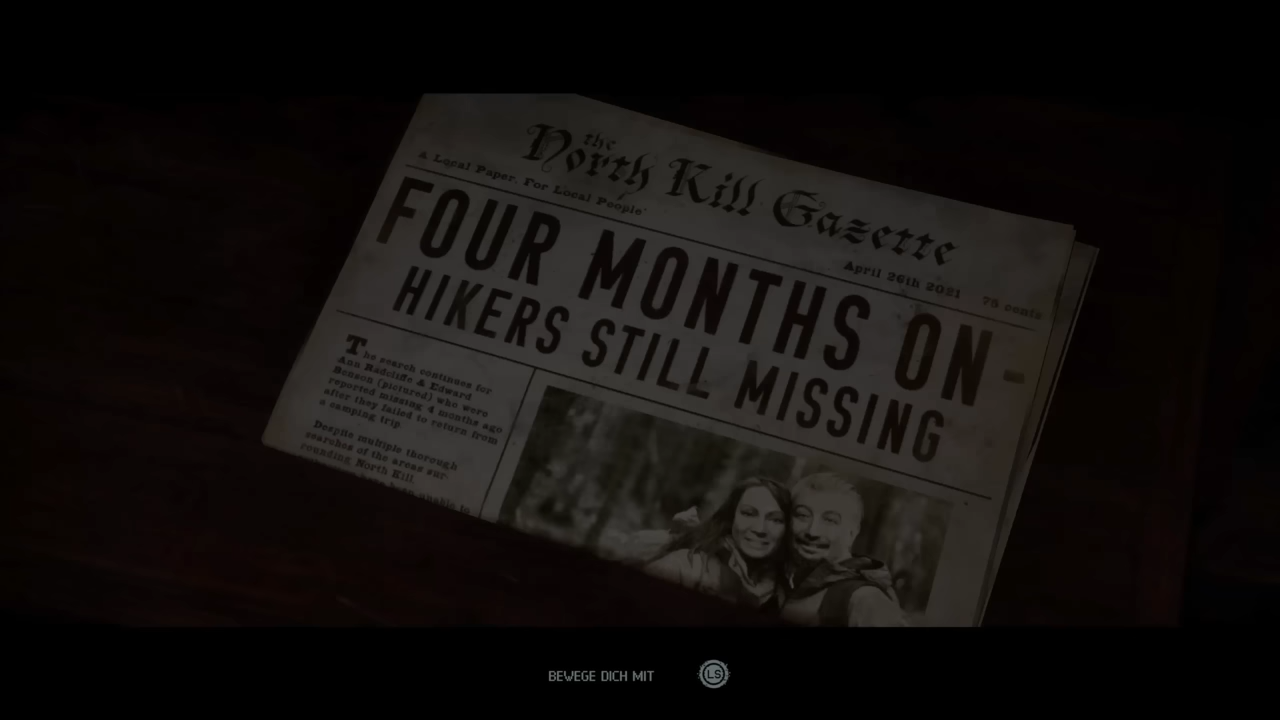 the
North Kill Gazette
A Local Paper. For Local People
April 26th 2021 75 cents
FOUR MONTHS ON-
HIKERS STILL MISSING
The search continues for
Ann Radcliffe & Edward
Benson (pictured) who were
reported missing 4 months ago
after they failed to return from
a camping trip
Despite multiple thorough
searches of the areas sur-
rounding North Kill
been unable to
BEWEGE DICH MIT LS